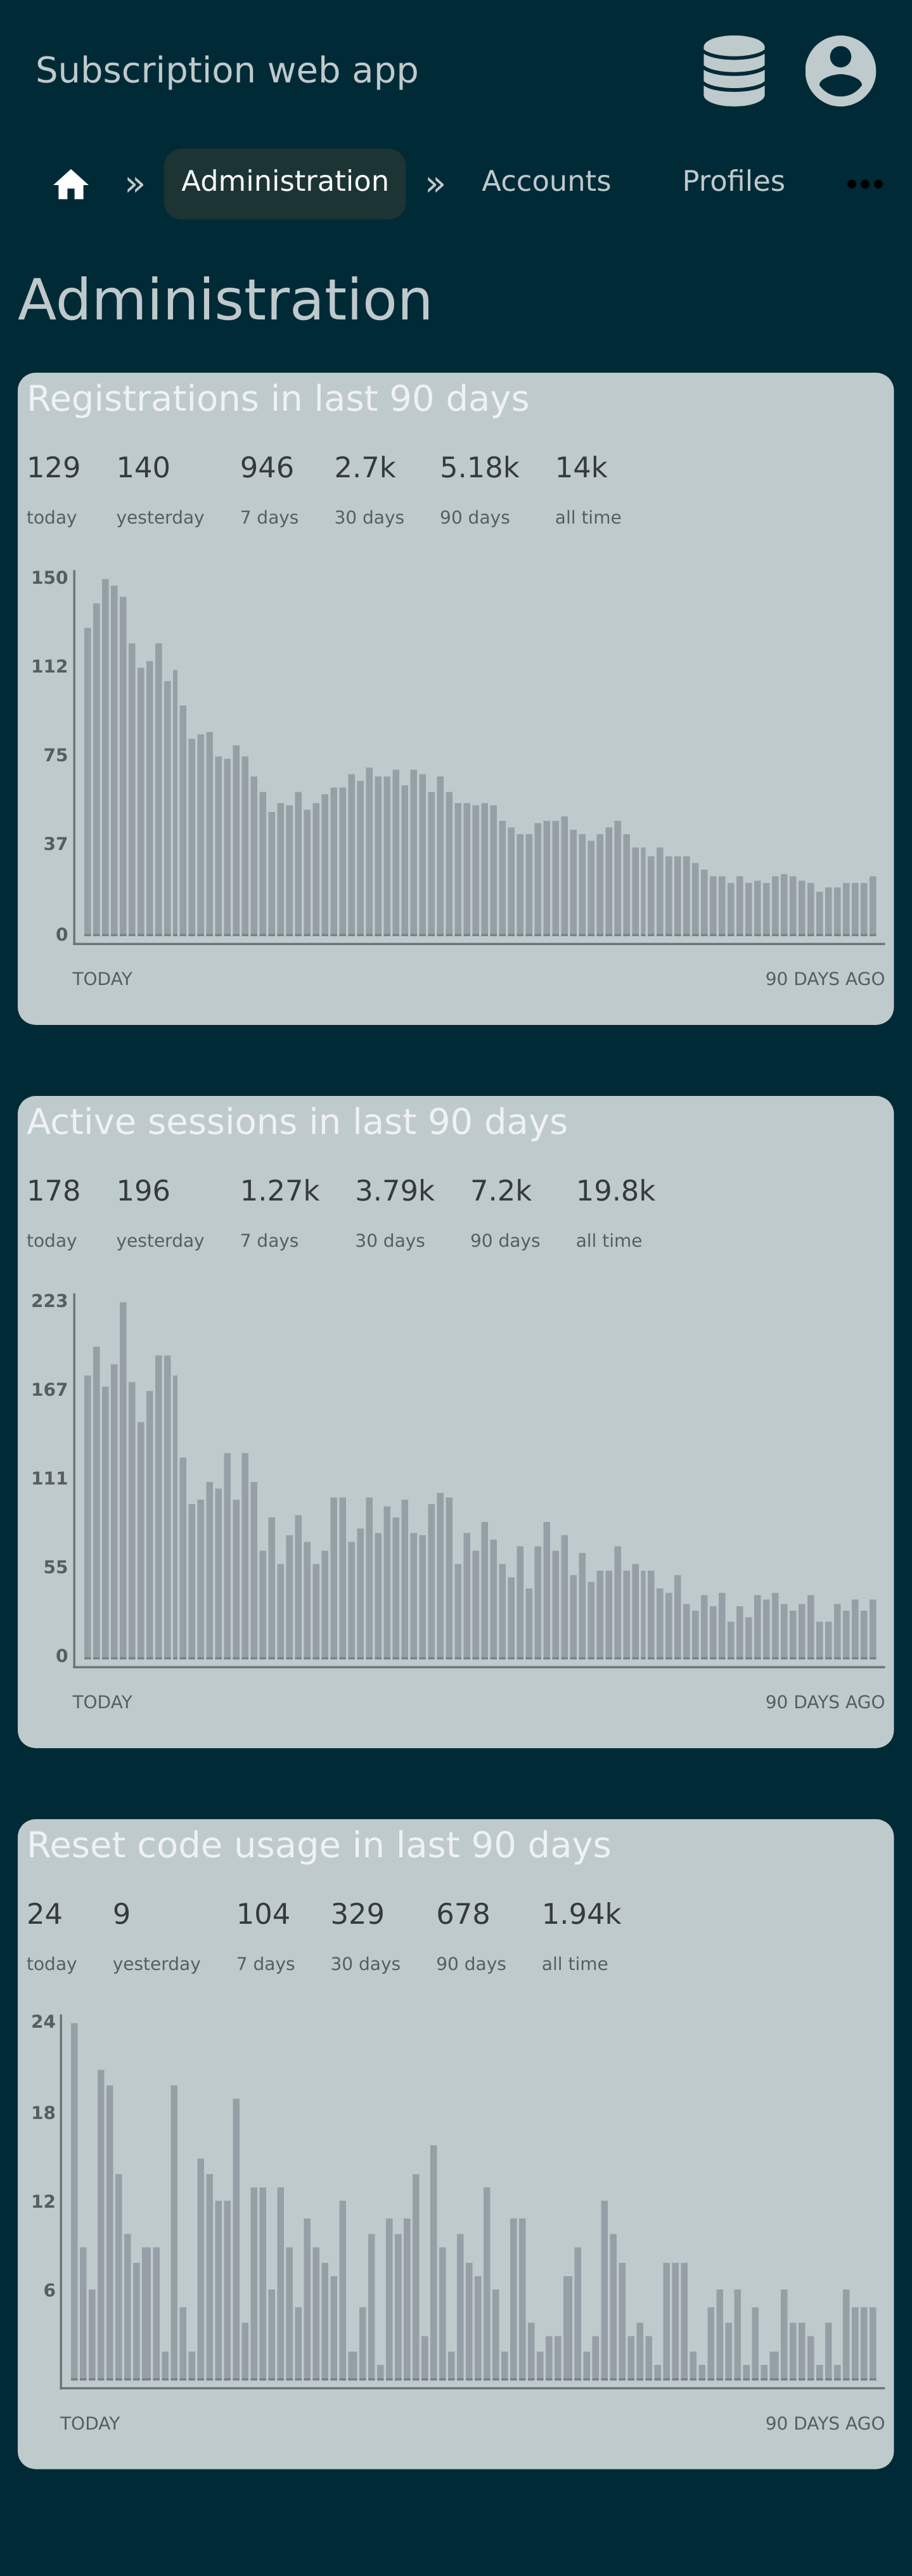 Subscription web app
» Administration » Accounts Profiles •••
Administration
Registrations in last 90 days
129 140 946 2.7k 5.18k 14k
today yesterday 7 days 30 days 90 days all time
150
112
75
37
0
TODAY 90 DAYS AGO
Active sessions in last 90 days
178 196 1.27k 3.79k 7.2k 19.8k
today yesterday 7 days 30 days 90 days all time
223
167
111
55
0
TODAY 90 DAYS AGO
Reset code usage in last 90 days
24 9 104 329 678 1.94k
today yesterday 7 days 30 days 90 days all time
24
18
12
6
TODAY 90 DAYS AGO